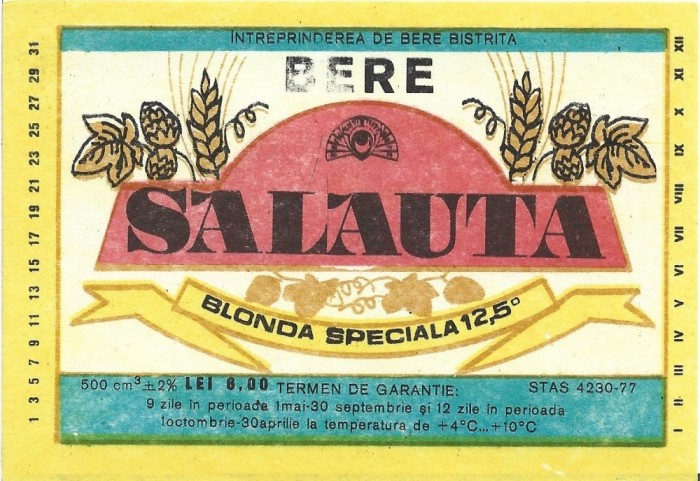 INTREPRINDEREA DE BERE BISTRITA
BERE
SALAUTA
BLONDA SPECIALA 12,5°
500 cm³ ±2% LEI 8,00 TERMEN DE GARANTIE: STAS 4230-77
9 zile în perioada 1mai-30 septembrie și 12 zile în perioada
1octombrie-30aprilie la temperatura de +4°C...+10°C
1 3 5 7 9 11 13 15 17 19 21 23 25 27 29 31
I II III IV V VI VII VIII IX X XI XII